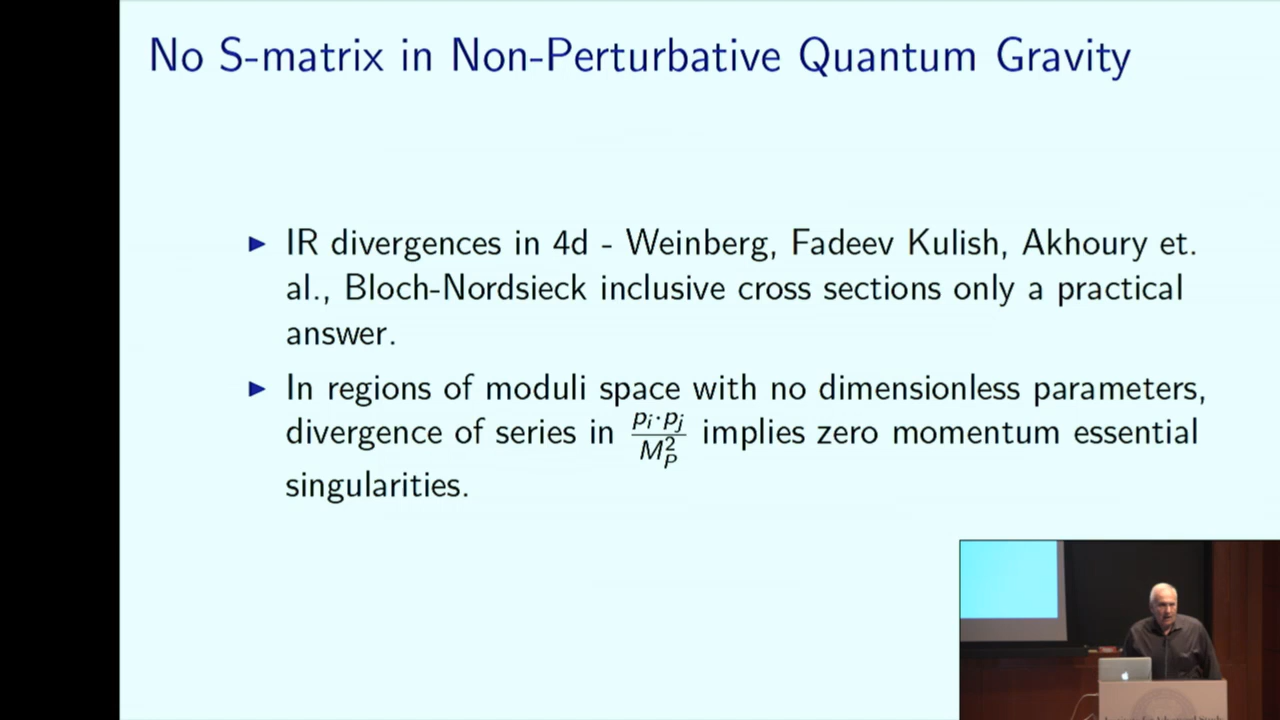 No S-matrix in Non-Perturbative Quantum Gravity
► IR divergences in 4d - Weinberg, Fadeev Kulish, Akhoury et.
al., Bloch-Nordsieck inclusive cross sections only a practical
answer.
► In regions of moduli space with no dimensionless parameters,
divergence of series in $\frac{p_i \cdot p_j}{M_P^2}$ implies zero momentum essential
singularities.